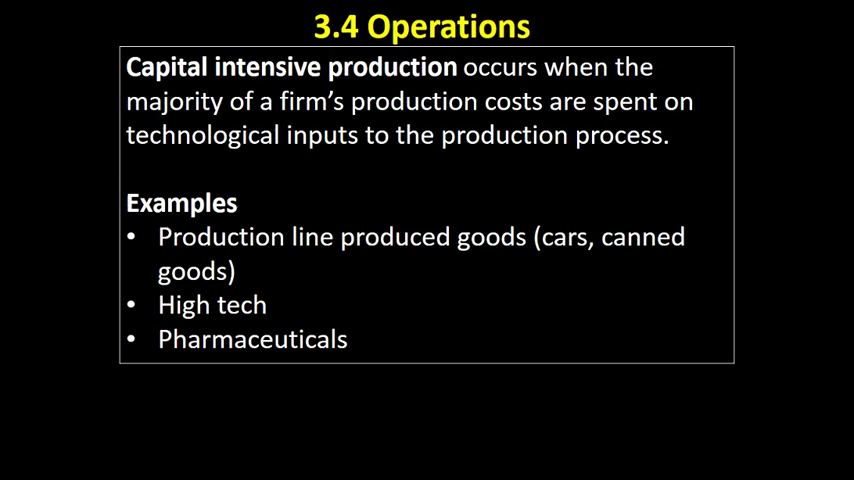 3.4 Operations
Capital intensive production occurs when the
majority of a firm’s production costs are spent on
technological inputs to the production process.
Examples
• Production line produced goods (cars, canned
goods)
• High tech
• Pharmaceuticals